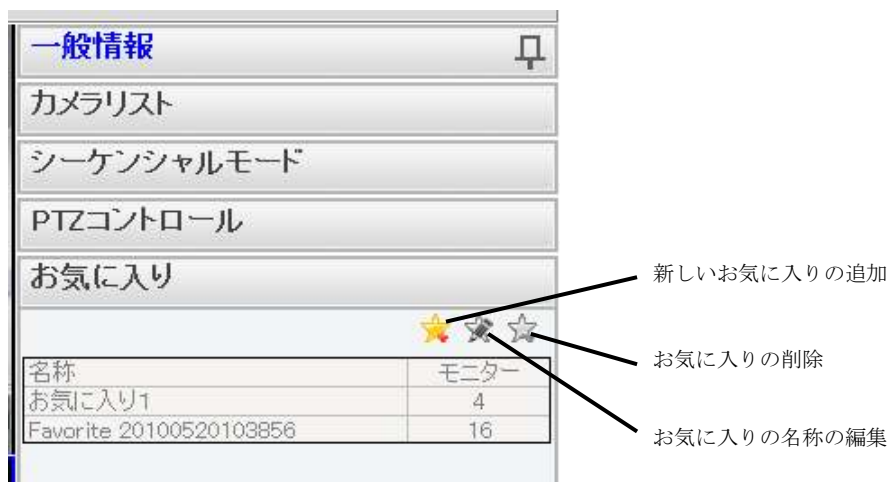 一般情報
カメラリスト
シーケンシャルモード
PTZコントロール
お気に入り
新しいお気に入りの追加
名称 モニター
お気に入り1 4
Favorite 20100520103856 16
お気に入りの削除
お気に入りの名称の編集